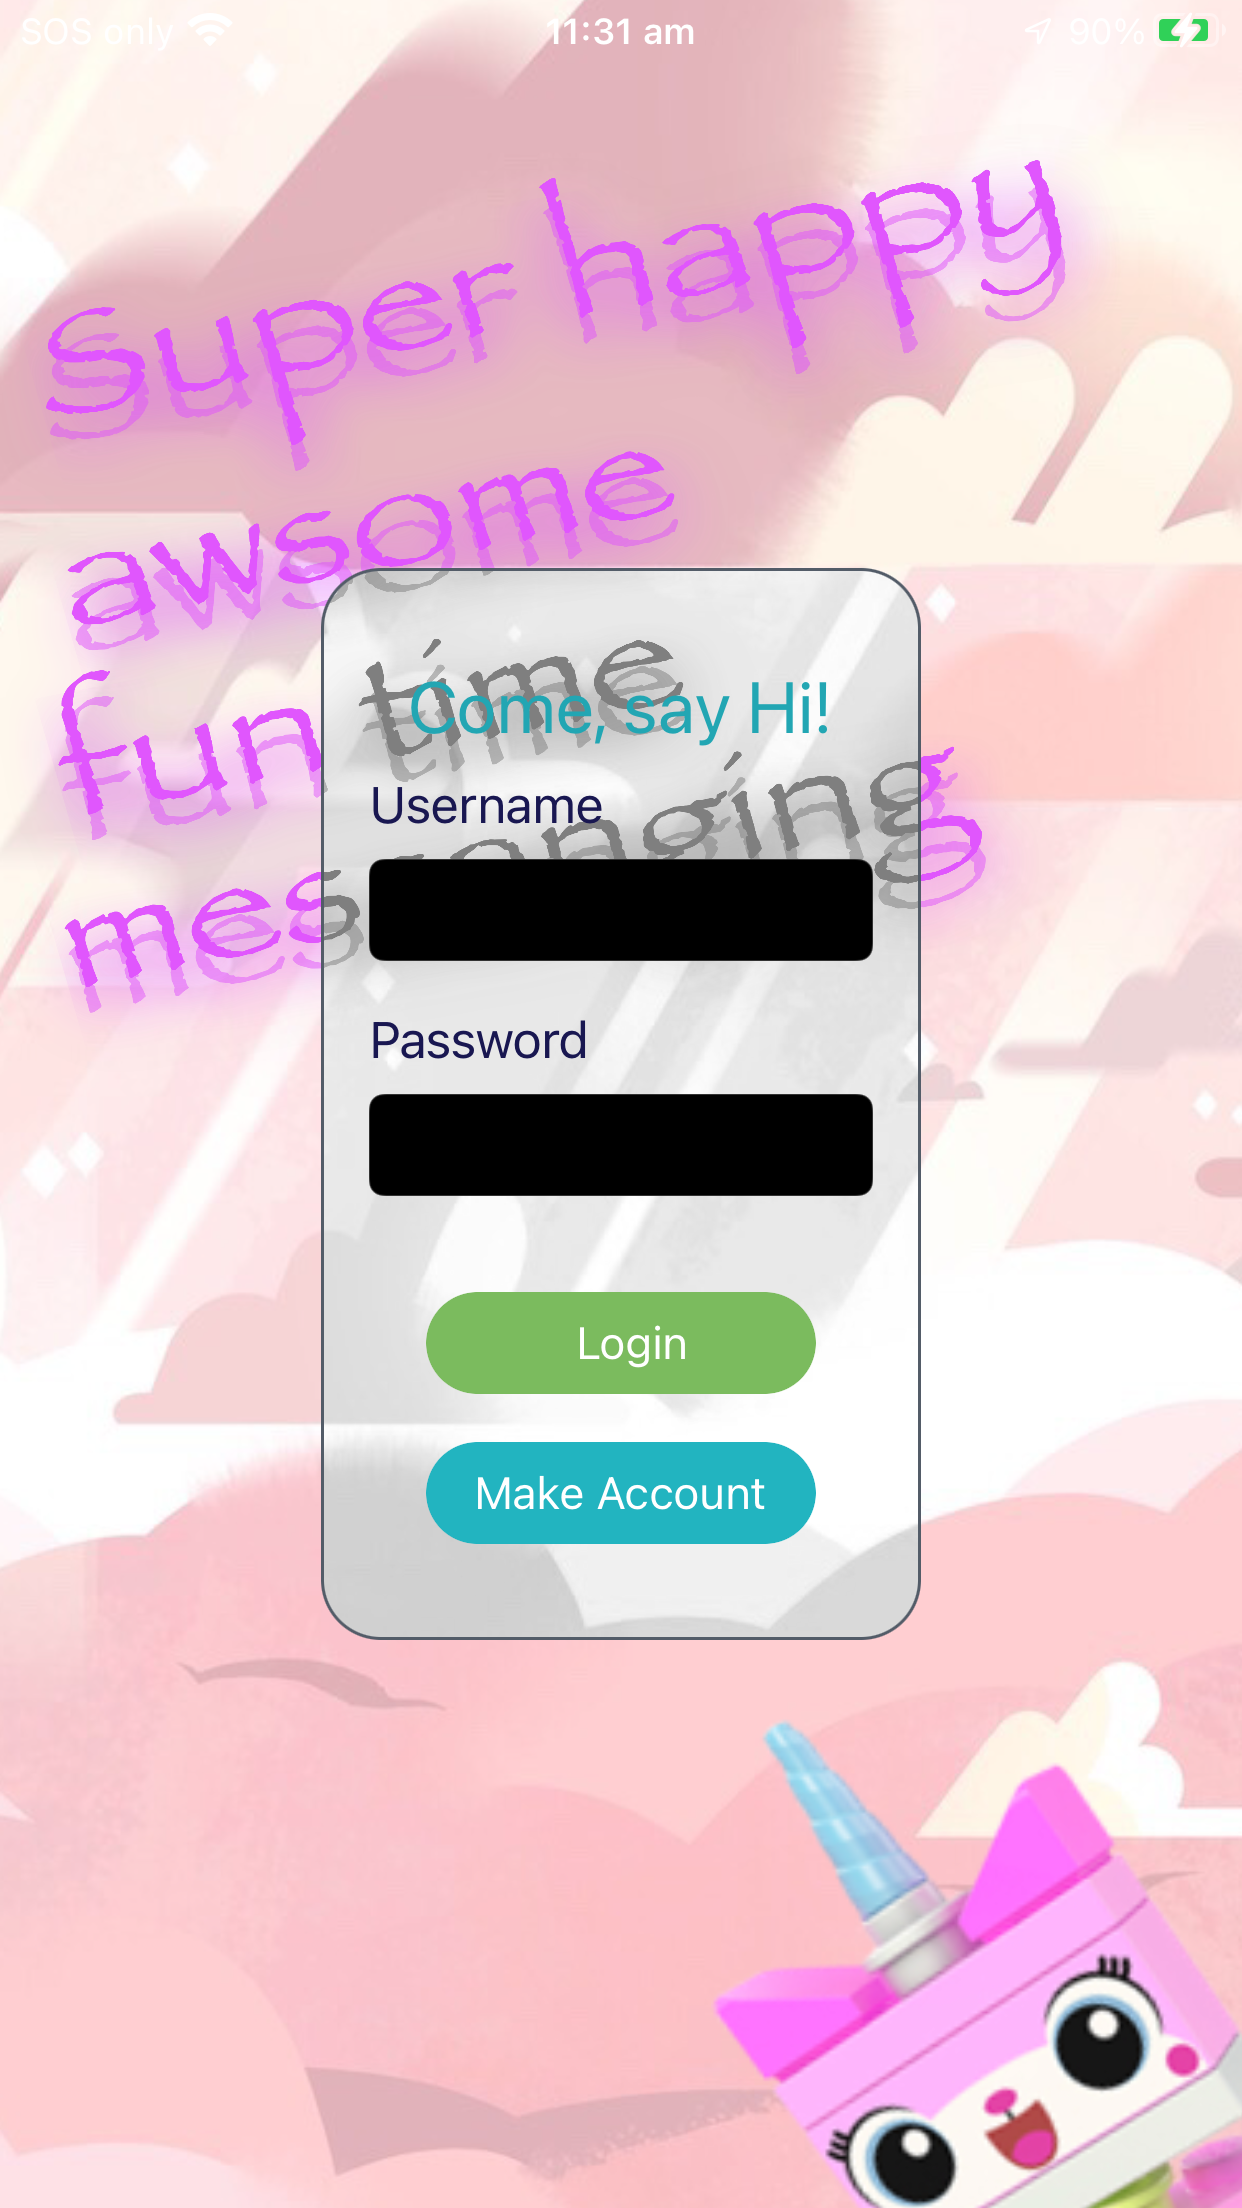 SOS only 11:31 am 90%
Super happy
awsome
fun time
Come, say Hi!
Username
Password
Login
Make Account